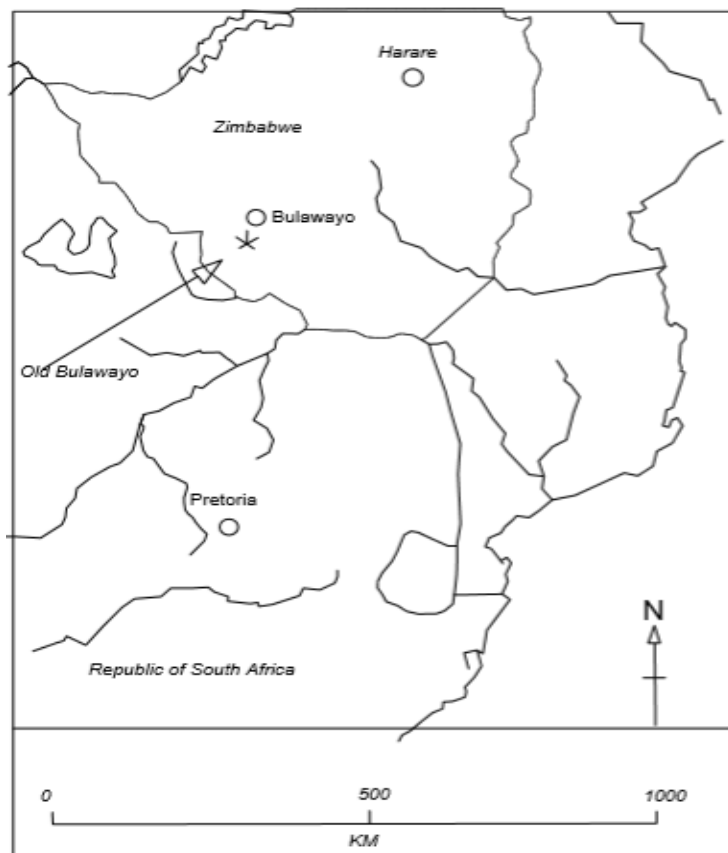 Harare
Zimbabwe
Bulawayo
Old Bulawayo
Pretoria
N
Republic of South Africa
0 500 1000
KM